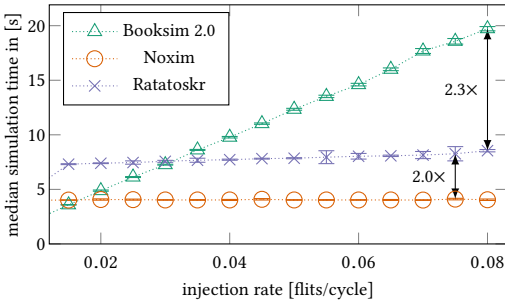 median simulation time in [s]
20
15
10
5
0
Booksim 2.0
Noxim
Ratatoskr
2.3×
2.0×
0.02
0.04
0.06
0.08
injection rate [flits/cycle]